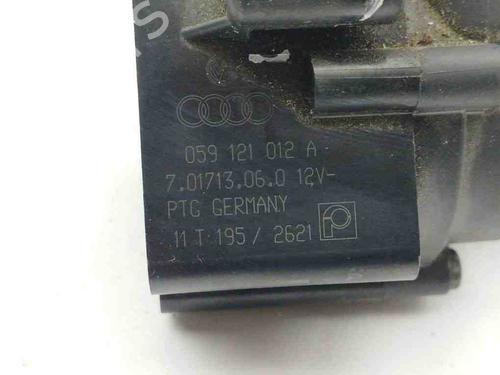 059 121 012 A
7.01713.06.0 12V-
PTG GERMANY
11 T 195 / 2621